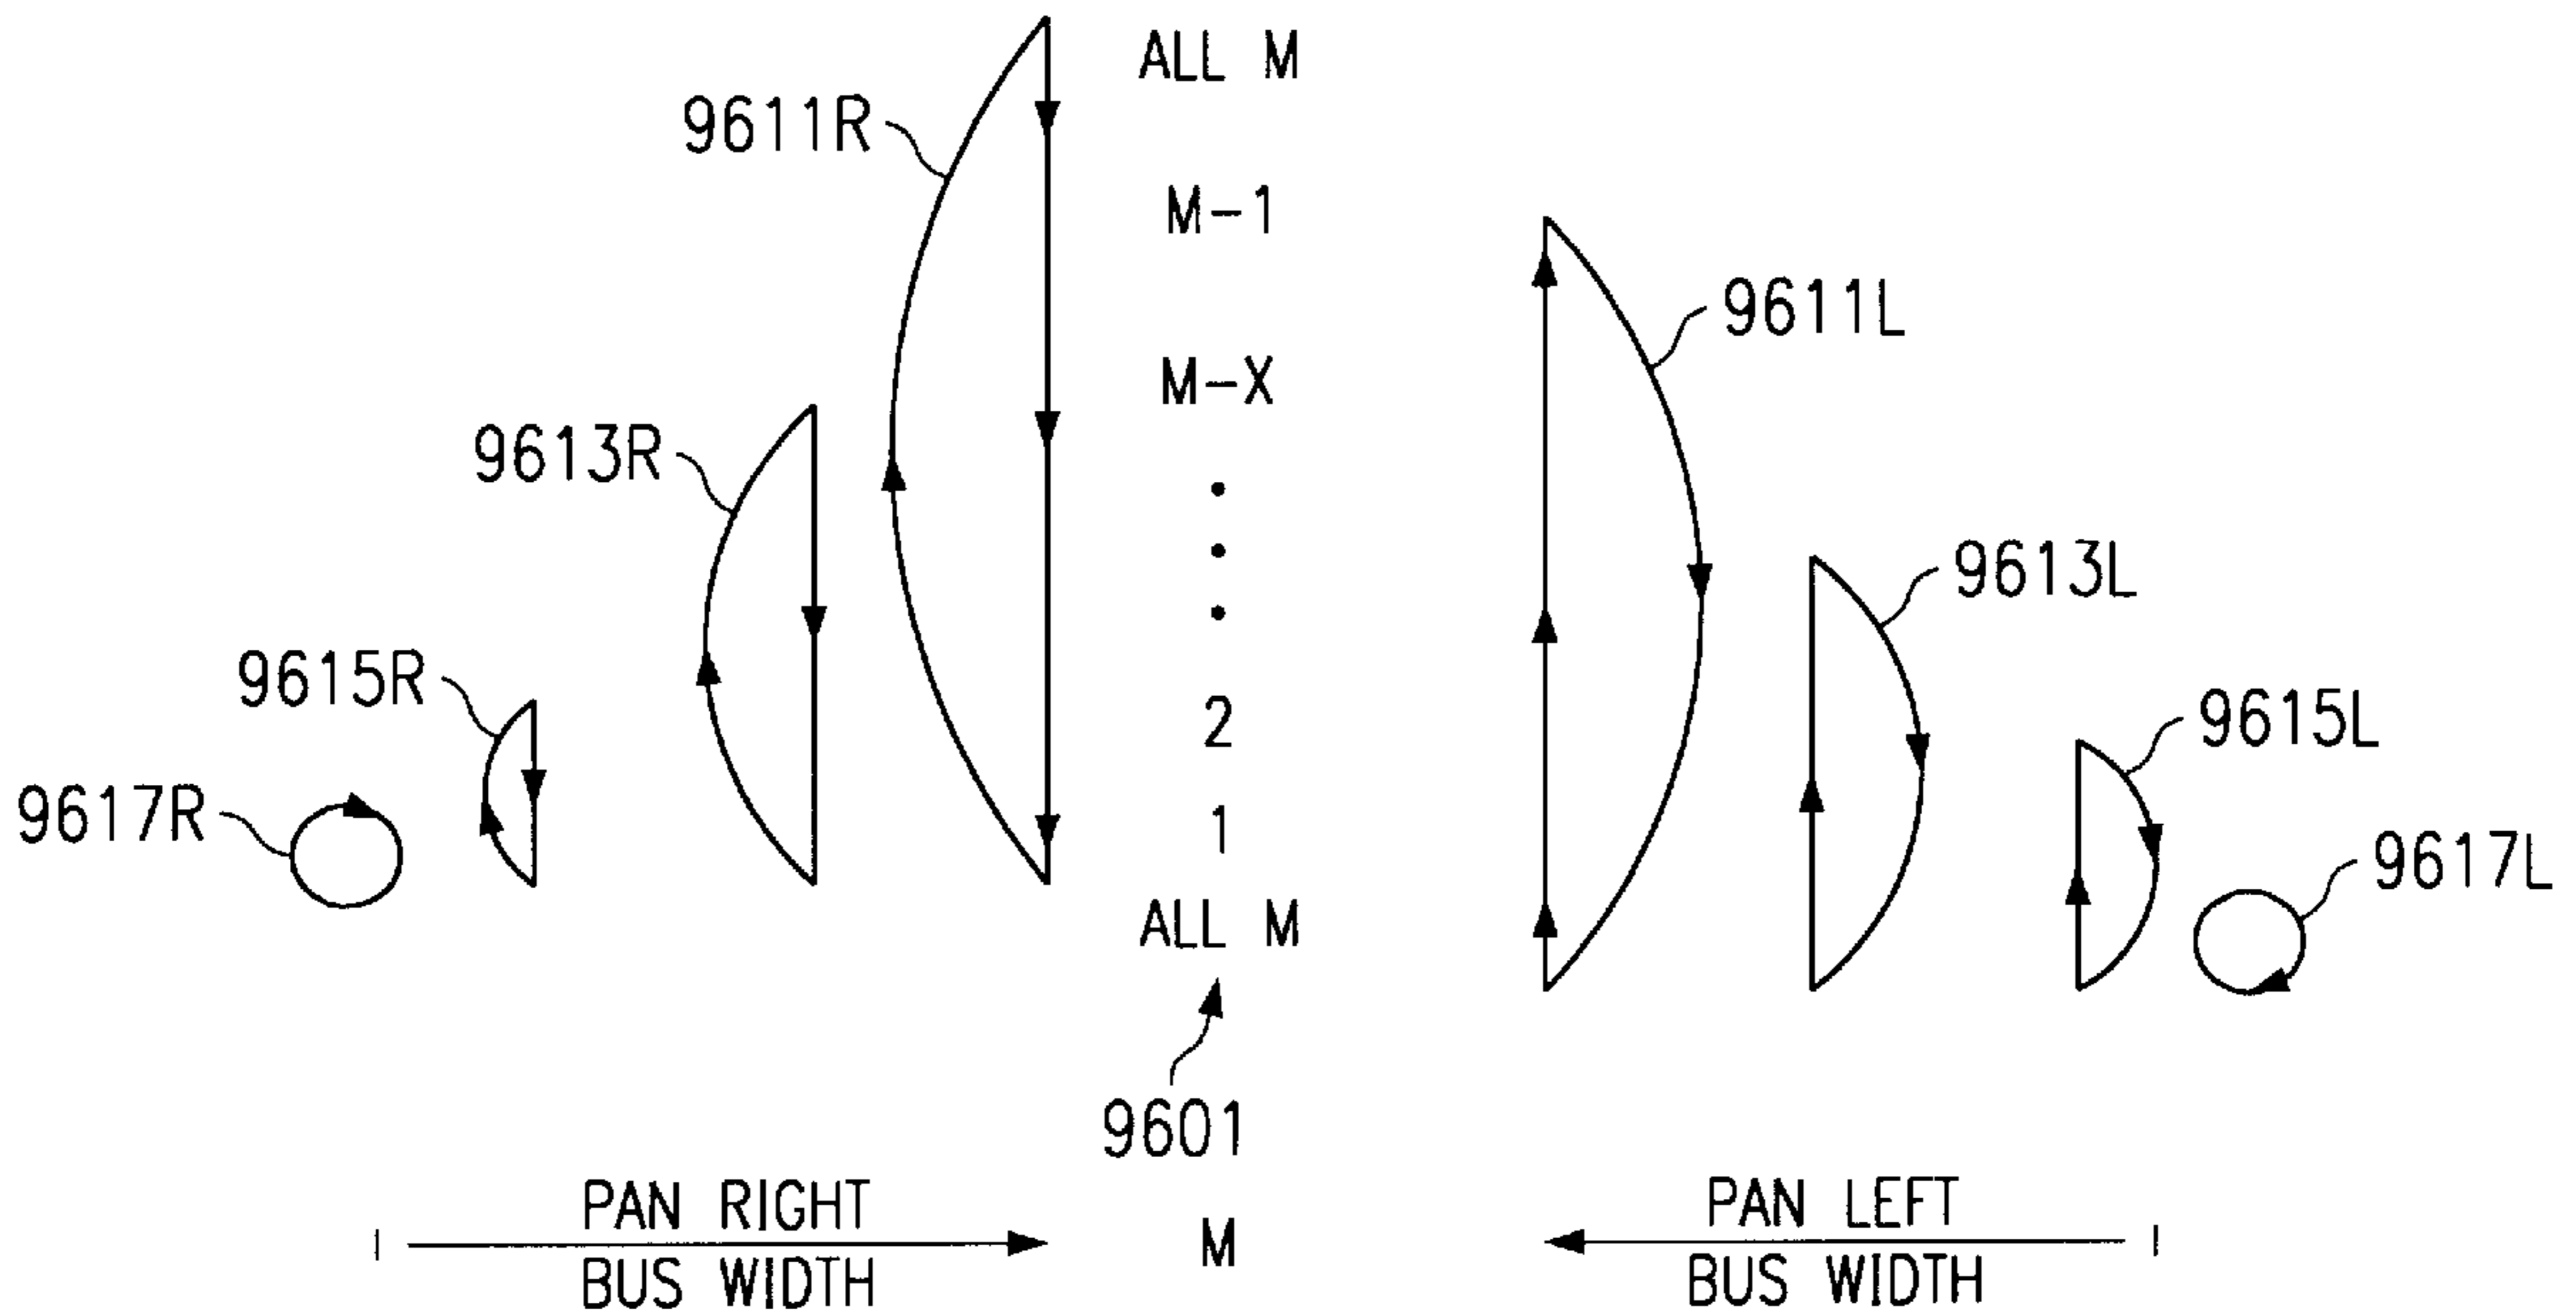 ALL M
9611R
M-1
9611L
M-X
9613R
9613L
9615R
2
9615L
9617R
1
9617L
ALL M
9601
PAN RIGHT
BUS WIDTH
M
PAN LEFT
BUS WIDTH